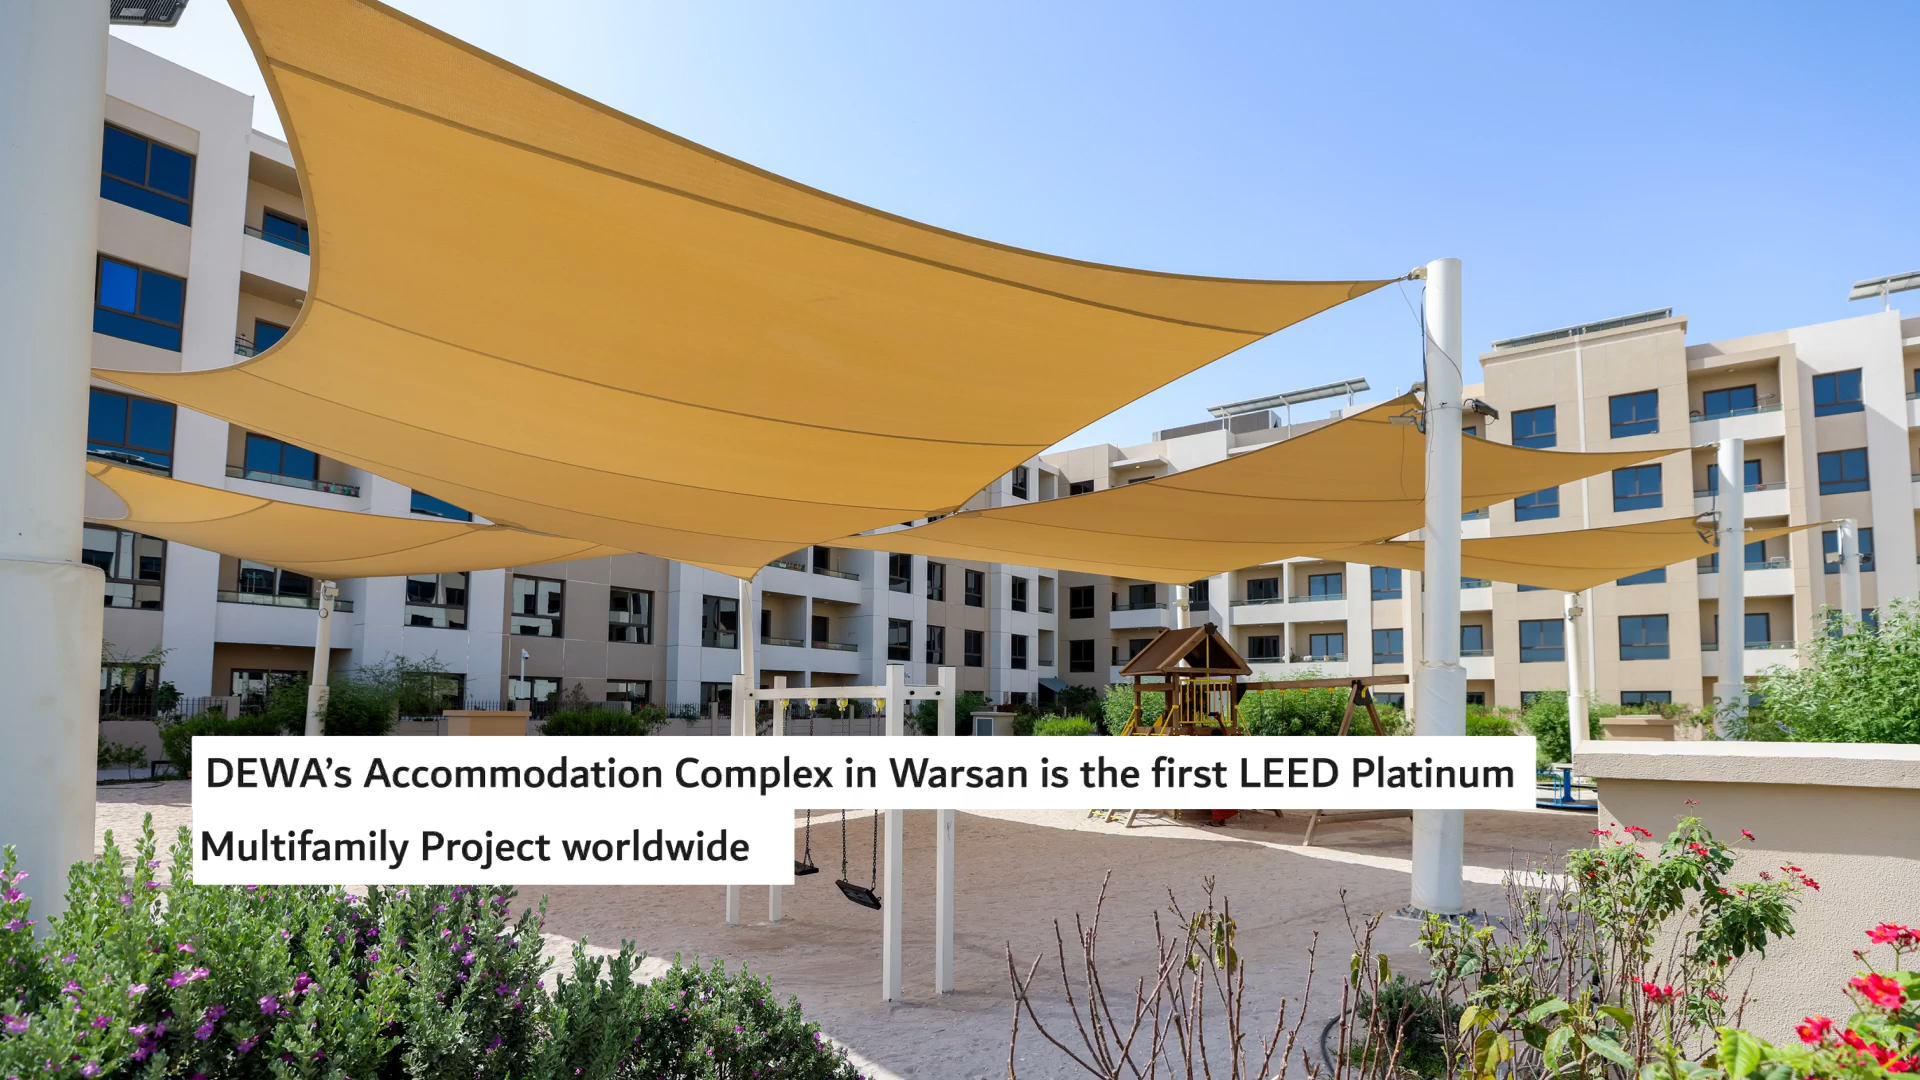 DEWA’s Accommodation Complex in Warsan is the first LEED Platinum
Multifamily Project worldwide